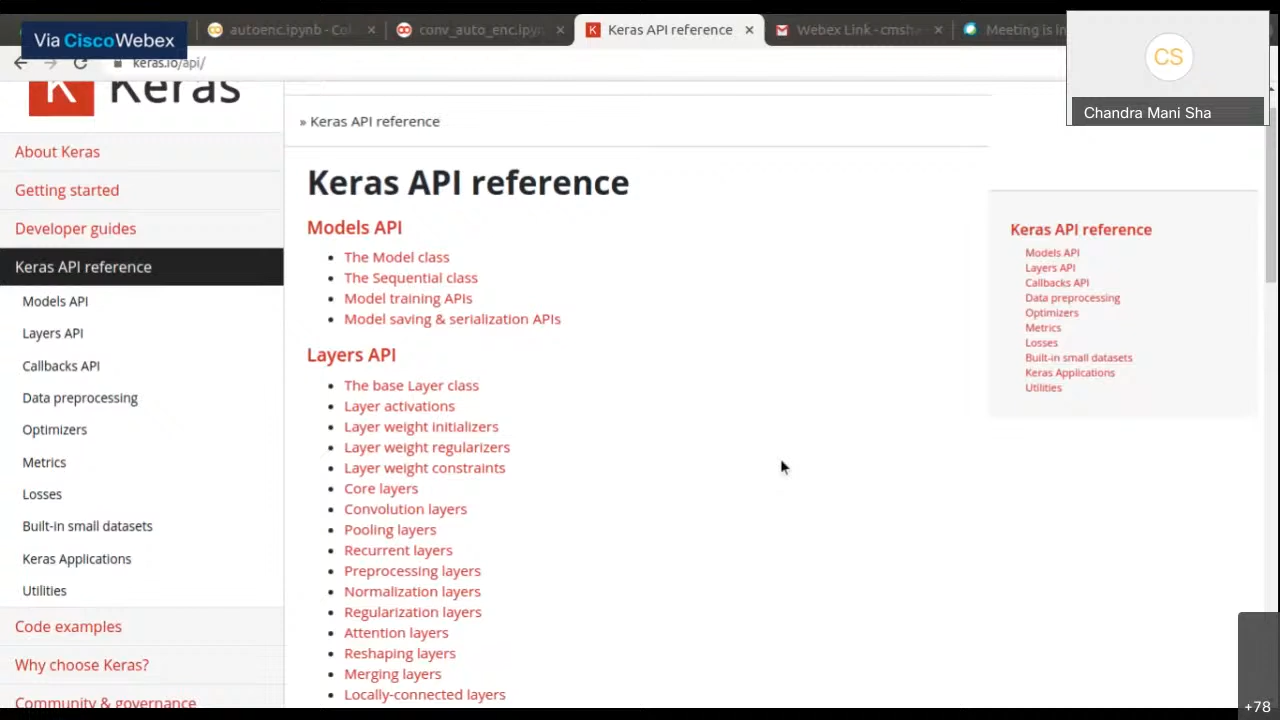 Via Cisco Webex
autoenc.ipynb - Col
conv_auto_enc.ipyn
Keras API reference
Webex Link - cmsha
Meeting is in
keras.io/api/
CS
Chandra Mani Sha
Keras
About Keras
Getting started
Developer guides
Keras API reference
Models API
Layers API
Callbacks API
Data preprocessing
Optimizers
Metrics
Losses
Built-in small datasets
Keras Applications
Utilities
Code examples
Why choose Keras?
Community & governance
» Keras API reference
Keras API reference
Models API
The Model class
The Sequential class
Model training APIs
Model saving & serialization APIs
Layers API
The base Layer class
Layer activations
Layer weight initializers
Layer weight regularizers
Layer weight constraints
Core layers
Convolution layers
Pooling layers
Recurrent layers
Preprocessing layers
Normalization layers
Regularization layers
Attention layers
Reshaping layers
Merging layers
Locally-connected layers
Keras API reference
Models API
Layers API
Callbacks API
Data preprocessing
Optimizers
Metrics
Losses
Built-in small datasets
Keras Applications
Utilities
+78